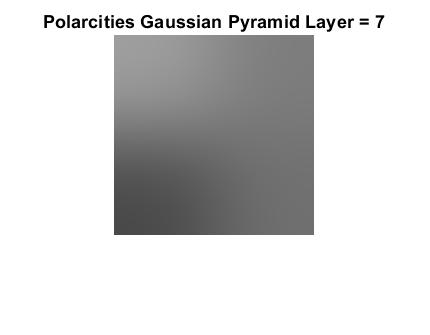 Polarcities Gaussian Pyramid Layer = 7